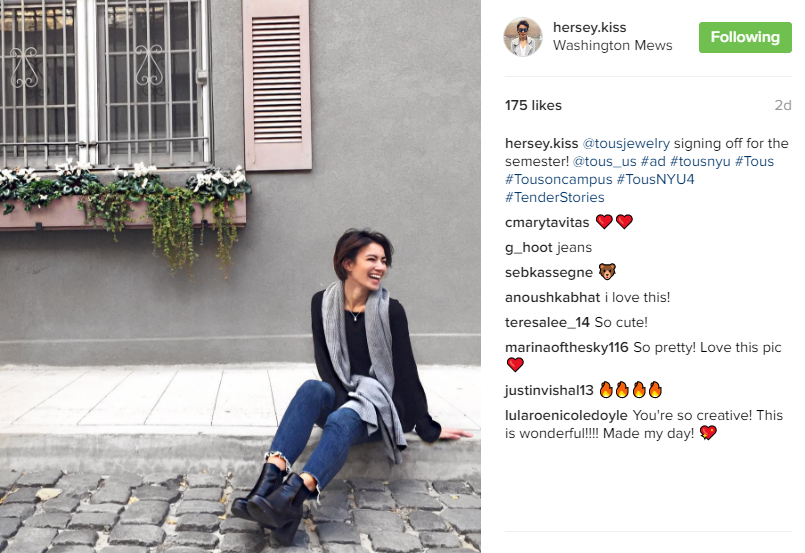 hersey.kiss
Washington Mews
Following
175 likes
2d
hersey.kiss @tousjewelry signing off for the
semester! @tous_us #ad #tousnyu #Tous
#Tousoncampus #TousNYU4
#TenderStories
cmarytavitas ❤️❤️
g_hoot jeans
sebkassegne 🐻
anoushkabhat i love this!
teresalee_14 So cute!
marinaofthesky116 So pretty! Love this pic
❤️
justinvishal13 🔥🔥🔥🔥
lularoenicoledoyle You're so creative! This
is wonderful!!!! Made my day! 💖